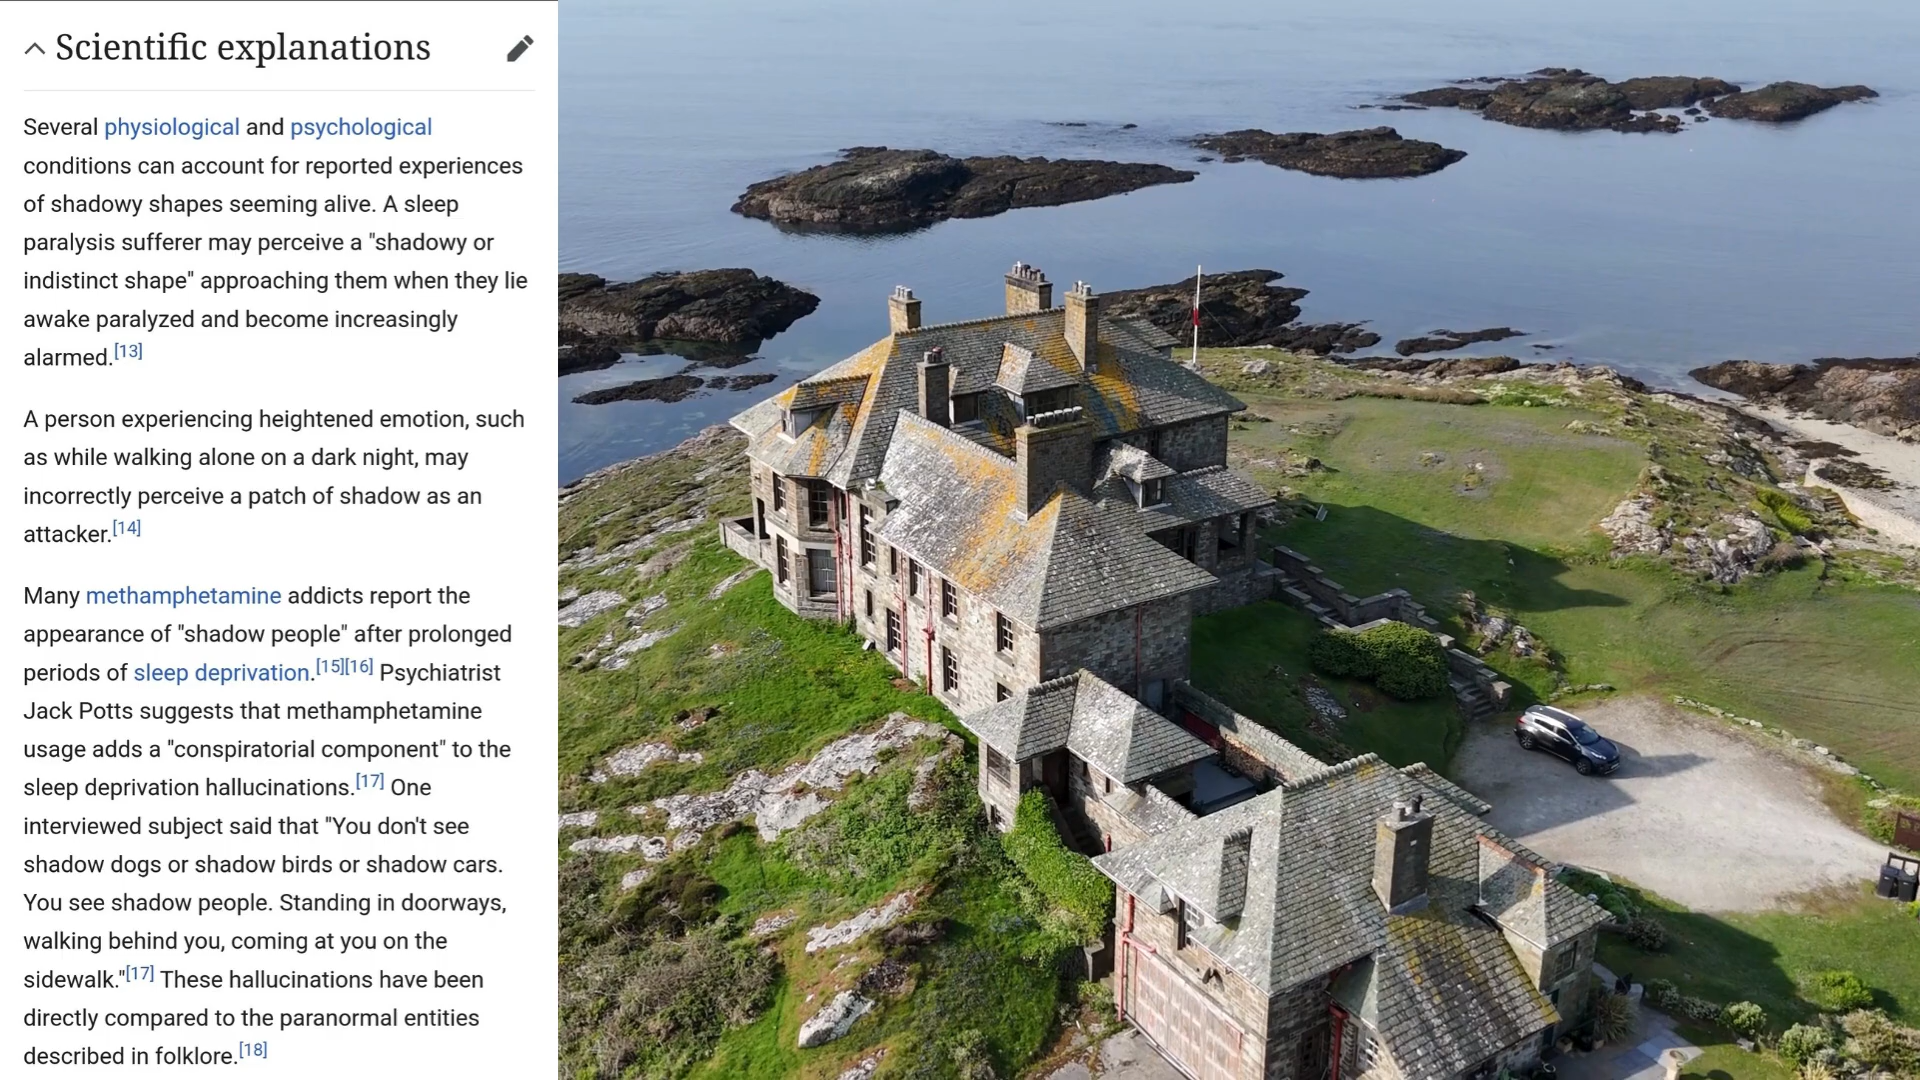 Scientific explanations
Several physiological and psychological
conditions can account for reported experiences
of shadowy shapes seeming alive. A sleep
paralysis sufferer may perceive a "shadowy or
indistinct shape" approaching them when they lie
awake paralyzed and become increasingly
alarmed.[13]
A person experiencing heightened emotion, such
as while walking alone on a dark night, may
incorrectly perceive a patch of shadow as an
attacker.[14]
Many methamphetamine addicts report the
appearance of "shadow people" after prolonged
periods of sleep deprivation.[15][16] Psychiatrist
Jack Potts suggests that methamphetamine
usage adds a "conspiratorial component" to the
sleep deprivation hallucinations.[17] One
interviewed subject said that "You don't see
shadow dogs or shadow birds or shadow cars.
You see shadow people. Standing in doorways,
walking behind you, coming at you on the
sidewalk."[17] These hallucinations have been
directly compared to the paranormal entities
described in folklore.[18]